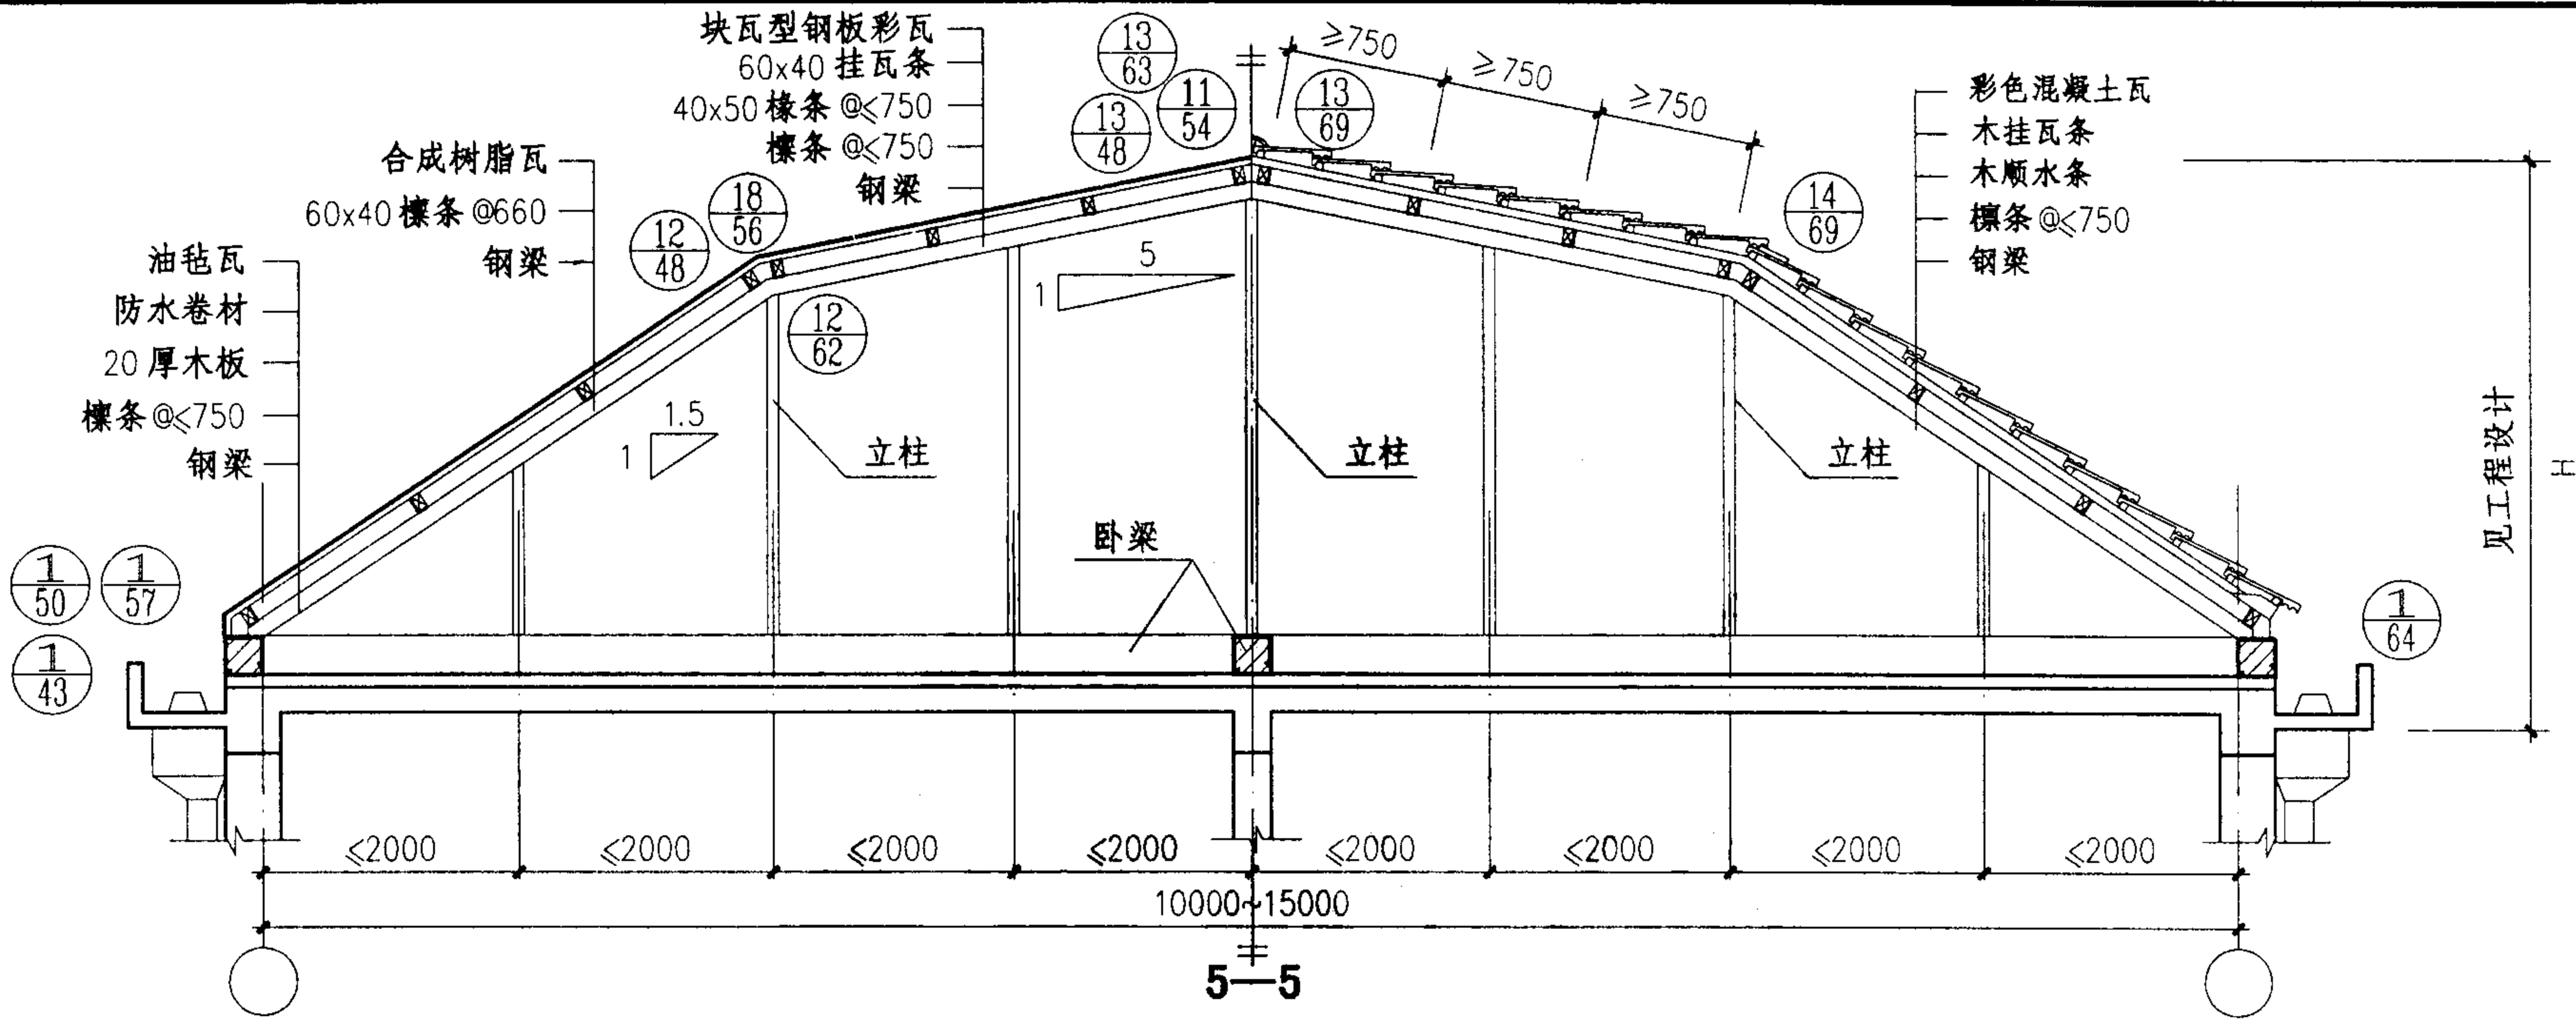 块瓦型钢板彩瓦
60x40 挂瓦条
40x50 椽条 @≤750
檩条 @≤750
钢梁
13
63
11
54
13
48
13
69
≥750
≥750
≥750
彩色混凝土瓦
木挂瓦条
木顺水条
檩条 @≤750
钢梁
14
69
合成树脂瓦
60x40 檩条 @660
钢梁
18
56
12
48
油毡瓦
防水卷材
20 厚木板
檩条 @≤750
钢梁
12
62
1
5
1
1.5
立柱
立柱
立柱
卧梁
见工程设计
H
1
50
1
57
1
43
1
64
≤2000
≤2000
≤2000
≤2000
≤2000
≤2000
≤2000
≤2000
10000~15000
5—5